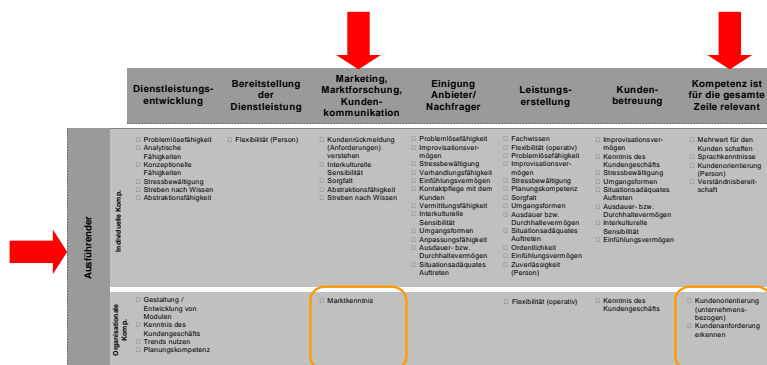 Dienstleistungs-
entwicklung
Bereitstellung
der
Dienstleistung
Marketing,
Marktforschung,
Kunden-
kommunikation
Einigung
Anbieter/
Nachfrager
Leistungs-
erstellung
Kunden-
betreuung
Kompetenz ist
für die gesamte
Zeile relevant
Ausführender
Individuelle Komp.
Problemlösefähigkeit
Analytische
Fähigkeiten
Konzeptionelle
Fähigkeiten
Stressbewältigung
Streben nach Wissen
Abstraktionsfähigkeit
Flexibilität (Person)
Kundenrückmeldung
(Anforderungen)
verstehen
Interkulturelle
Sensibilität
Sorgfalt
Abstraktionsfähigkeit
Streben nach Wissen
Problemlösefähigkeit
Improvisationsver-
mögen
Stressbewältigung
Verhandlungsfähigkeit
Einfühlungsvermögen
Kontaktpflege mit dem
Kunden
Vermittlungsfähigkeit
Interkulturelle
Sensibilität
Umgangsformen
Anpassungsfähigkeit
Ausdauer- bzw.
Durchhaltevermögen
Situationsadäquates
Auftreten
Fachwissen
Flexibilität (operativ)
Problemlösefähigkeit
Improvisationsver-
mögen
Stressbewältigung
Planungskompetenz
Sorgfalt
Umgangsformen
Ausdauer bzw.
Durchhaltevermögen
Situationsadäquates
Auftreten
Ordentlichkeit
Einfühlungsvermögen
Zuverlässigkeit
(Person)
Improvisationsver-
mögen
Kenntnis des
Kundengeschäfts
Stressbewältigung
Umgangsformen
Situationsadäquates
Auftreten
Ausdauer- bzw.
Durchhaltevermögen
Interkulturelle
Sensibilität
Einfühlungsvermögen
Mehrwert für den
Kunden schaffen
Sprachkenntnisse
Kundenorientierung
(Person)
Verständnisbereit-
schaft
Organisationale
Komp.
Gestaltung /
Entwicklung von
Modulen
Kenntnis des
Kundengeschäfts
Trends nutzen
Planungskompetenz
Marktkenntnis
Flexibilität (operativ)
Kenntnis des
Kundengeschäfts
Kundenorientierung
(unternehmens-
bezogen)
Kundenanforderung
erkennen